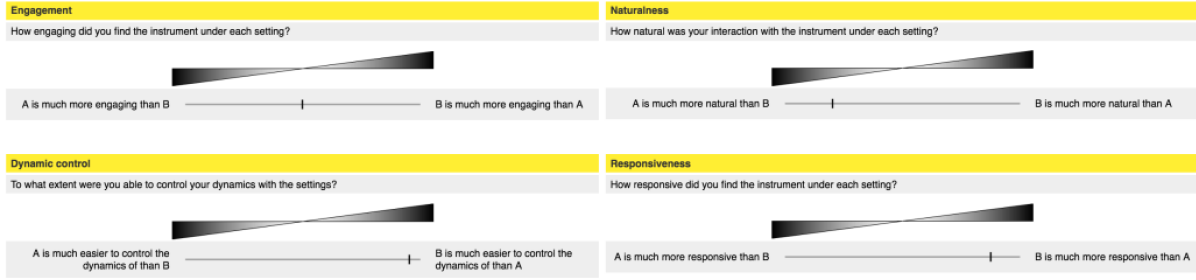 Engagement
How engaging did you find the instrument under each setting?
A is much more engaging than B
B is much more engaging than A
Naturalness
How natural was your interaction with the instrument under each setting?
A is much more natural than B
B is much more natural than A
Dynamic control
To what extent were you able to control your dynamics with the settings?
A is much easier to control the
dynamics of than B
B is much easier to control the
dynamics of than A
Responsiveness
How responsive did you find the instrument under each setting?
A is much more responsive than B
B is much more responsive than A